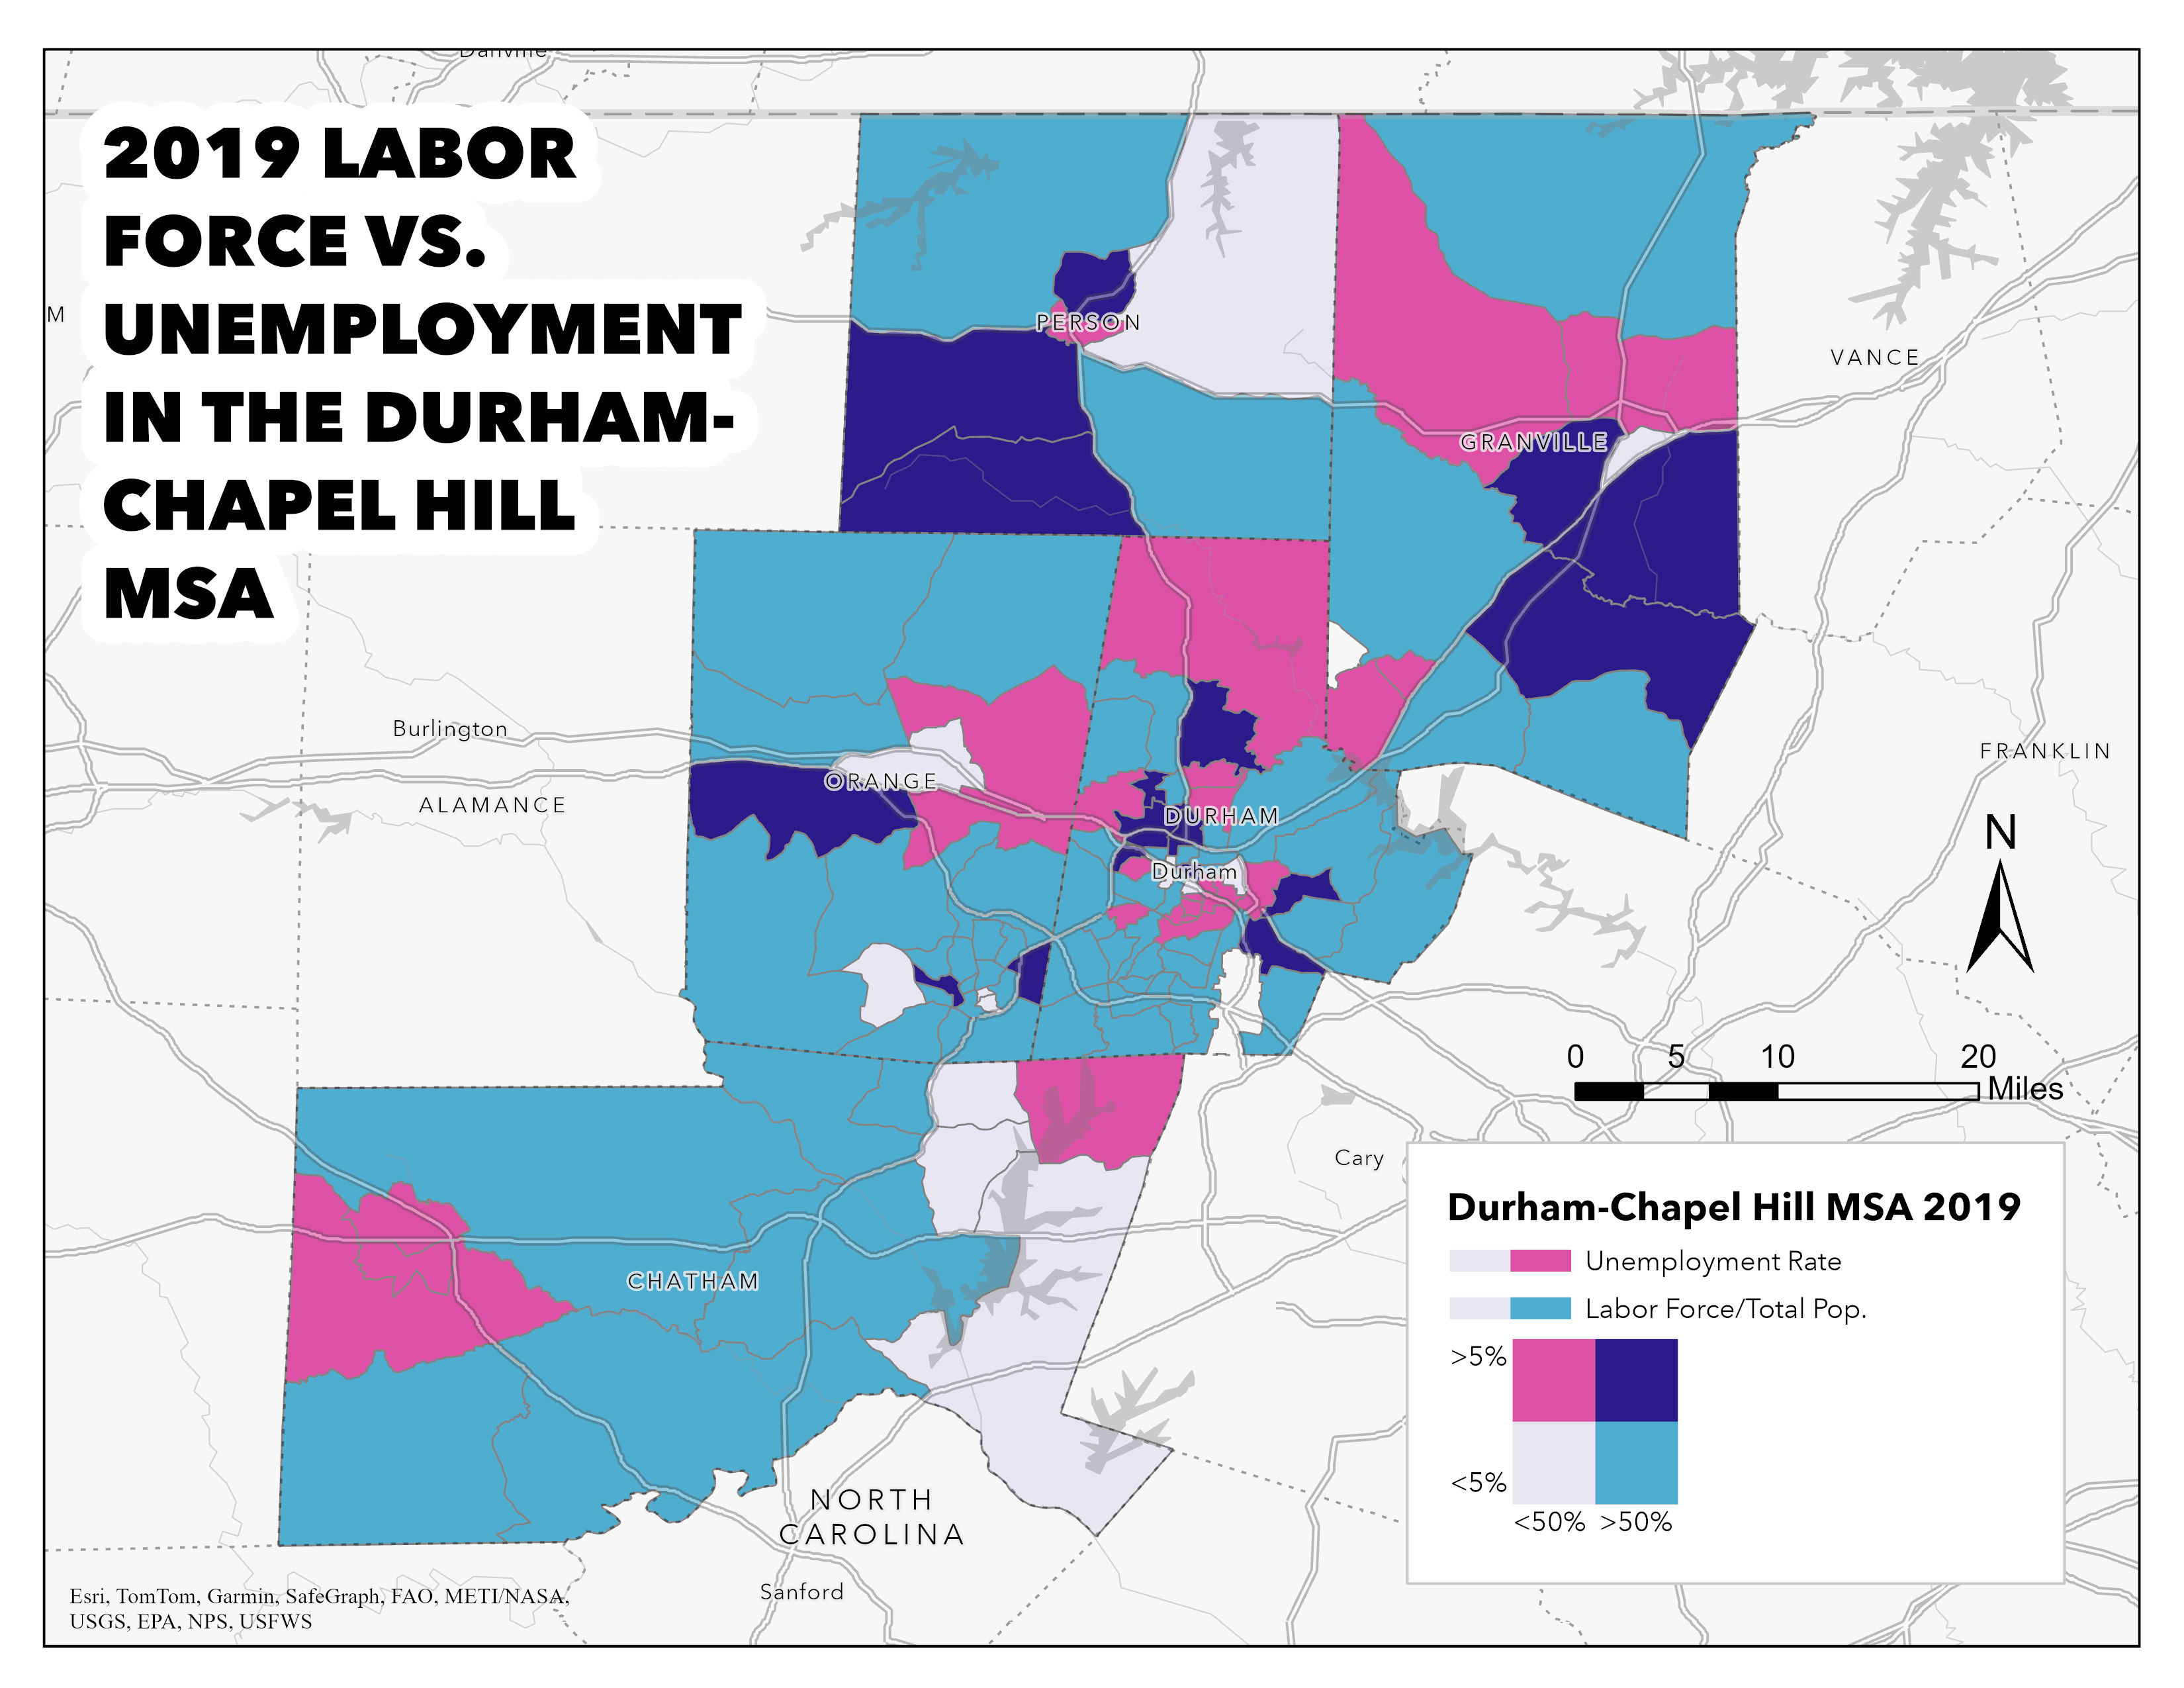 Danville
2019 LABOR
FORCE VS.
UNEMPLOYMENT
IN THE DURHAM-
CHAPEL HILL
MSA
M
PERSON
VANCE
GRANVILLE
Burlington
ORANGE
ALAMANCE
DURHAM
Durham
FRANKLIN
N
0 5 10 20
Miles
Cary
CHATHAM
Durham-Chapel Hill MSA 2019
Unemployment Rate
Labor Force/Total Pop.
>5%
<5%
<50% >50%
NORTH
CAROLINA
Sanford
Esri, TomTom, Garmin, SafeGraph, FAO, METI/NASA,
USGS, EPA, NPS, USFWS